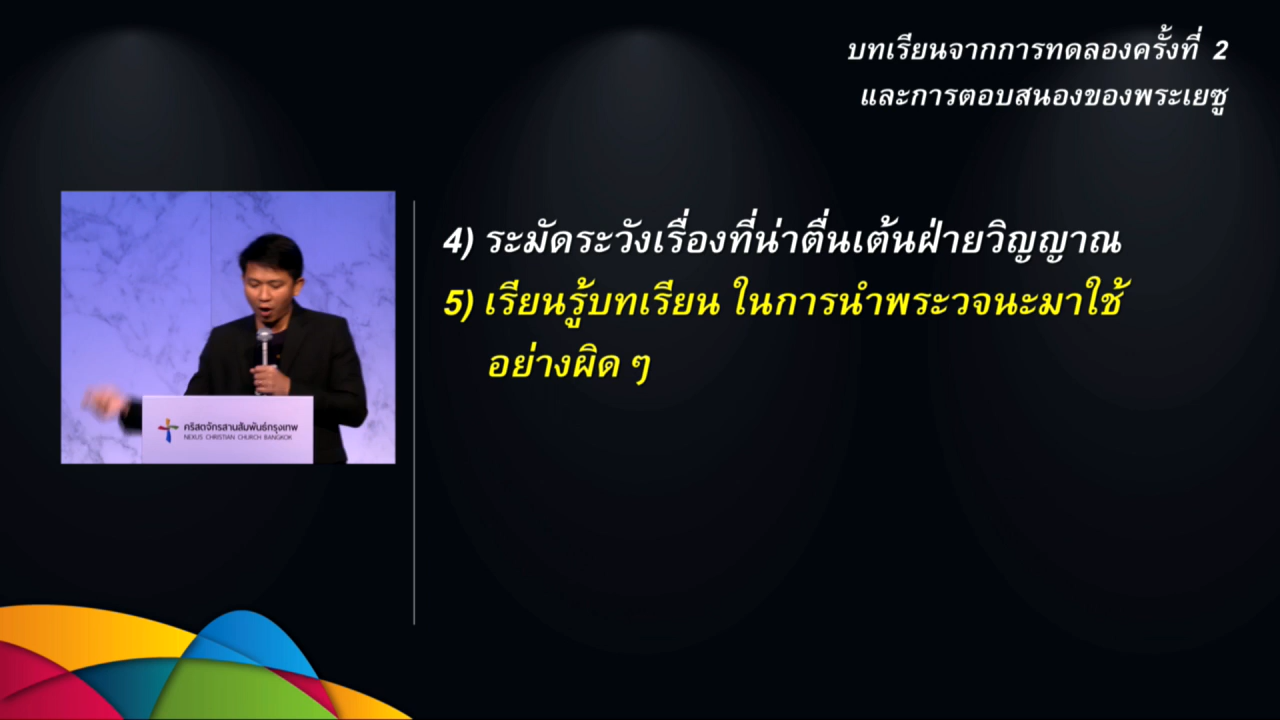 บทเรียนจากการทดลองครั้งที่ 2
และการตอบสนองของพระเยซู
4) ระมัดระวังเรื่องที่น่าตื่นเต้นฝ่ายวิญญาณ
5) เรียนรู้บทเรียน ในการนำพระวจนะมาใช้
อย่างผิด ๆ
คริสตจักรสานสัมพันธ์กรุงเทพ
NEXUS CHRISTIAN CHURCH BANGKOK